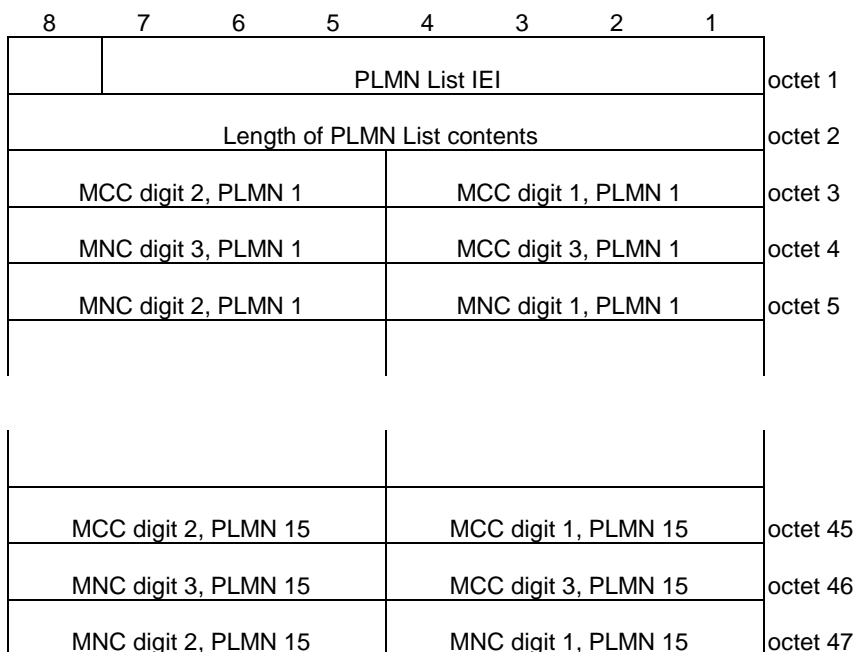 8 7 6 5 4 3 2 1
PLMN List IEI octet 1
Length of PLMN List contents octet 2
MCC digit 2, PLMN 1 MCC digit 1, PLMN 1 octet 3
MNC digit 3, PLMN 1 MCC digit 3, PLMN 1 octet 4
MNC digit 2, PLMN 1 MNC digit 1, PLMN 1 octet 5
MCC digit 2, PLMN 15 MCC digit 1, PLMN 15 octet 45
MNC digit 3, PLMN 15 MCC digit 3, PLMN 15 octet 46
MNC digit 2, PLMN 15 MNC digit 1, PLMN 15 octet 47